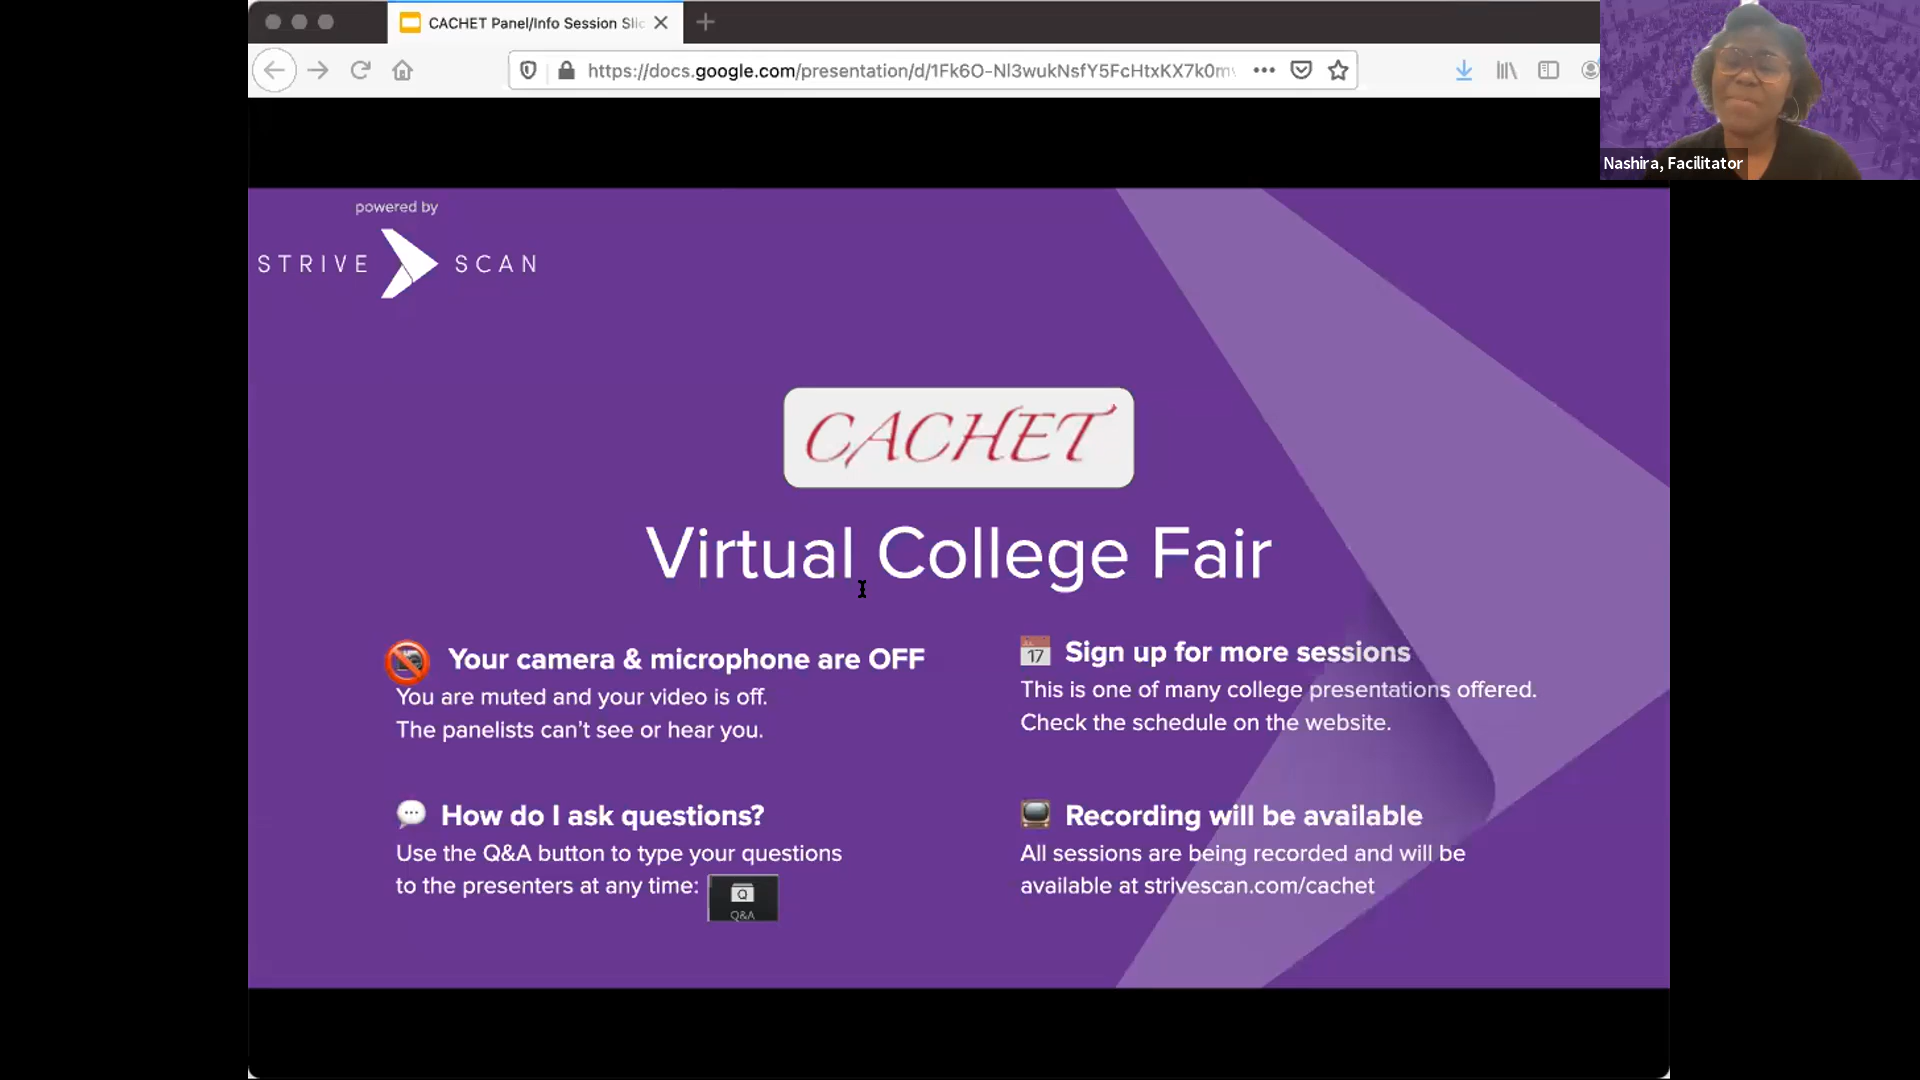 CACHET Panel/Info Session Slic
https://docs.google.com/presentation/d/1Fk6O-Nl3wukNsfY5FcHtxKX7k0m
Nashira, Facilitator
powered by
STRIVE SCAN
CACHET
Virtual College Fair
Your camera & microphone are OFF
You are muted and your video is off.
The panelists can't see or hear you.
17 Sign up for more sessions
This is one of many college presentations offered.
Check the schedule on the website.
How do I ask questions?
Use the Q&A button to type your questions
to the presenters at any time:
Q
Q&A
Recording will be available
All sessions are being recorded and will be
available at strivescan.com/cachet